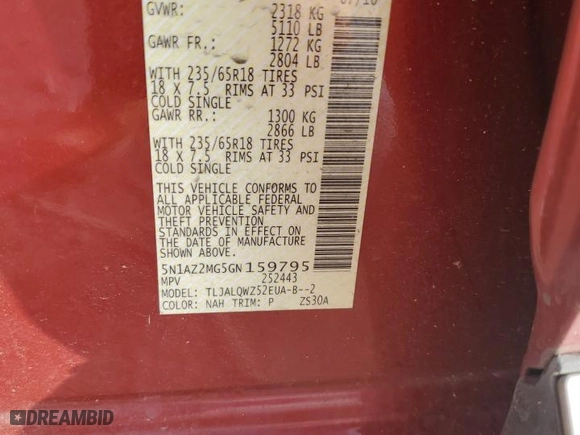 GVWR: 2318 KG
5110 LB
GAWR FR.: 1272 KG
2804 LB
WITH 235/65R18 TIRES
18 X 7.5 RIMS AT 33 PSI
COLD SINGLE
GAWR RR.: 1300 KG
2866 LB
WITH 235/65R18 TIRES
18 X 7.5 RIMS AT 33 PSI
COLD SINGLE
THIS VEHICLE CONFORMS TO
ALL APPLICABLE FEDERAL
MOTOR VEHICLE SAFETY AND
THEFT PREVENTION
STANDARDS IN EFFECT ON
THE DATE OF MANUFACTURE
SHOWN ABOVE.
5N1AZ2MG5GN159795
MPV 252443
MODEL: TLJALQWZ52EUA-B--2
COLOR: NAH TRIM: P ZS30A
DREAMBID